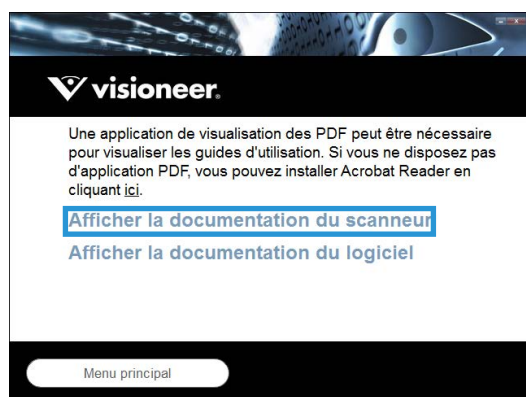 visioneer®
Une application de visualisation des PDF peut être nécessaire
pour visualiser les guides d'utilisation. Si vous ne disposez pas
d'application PDF, vous pouvez installer Acrobat Reader en
cliquant ici.
Afficher la documentation du scanneur
Afficher la documentation du logiciel
Menu principal